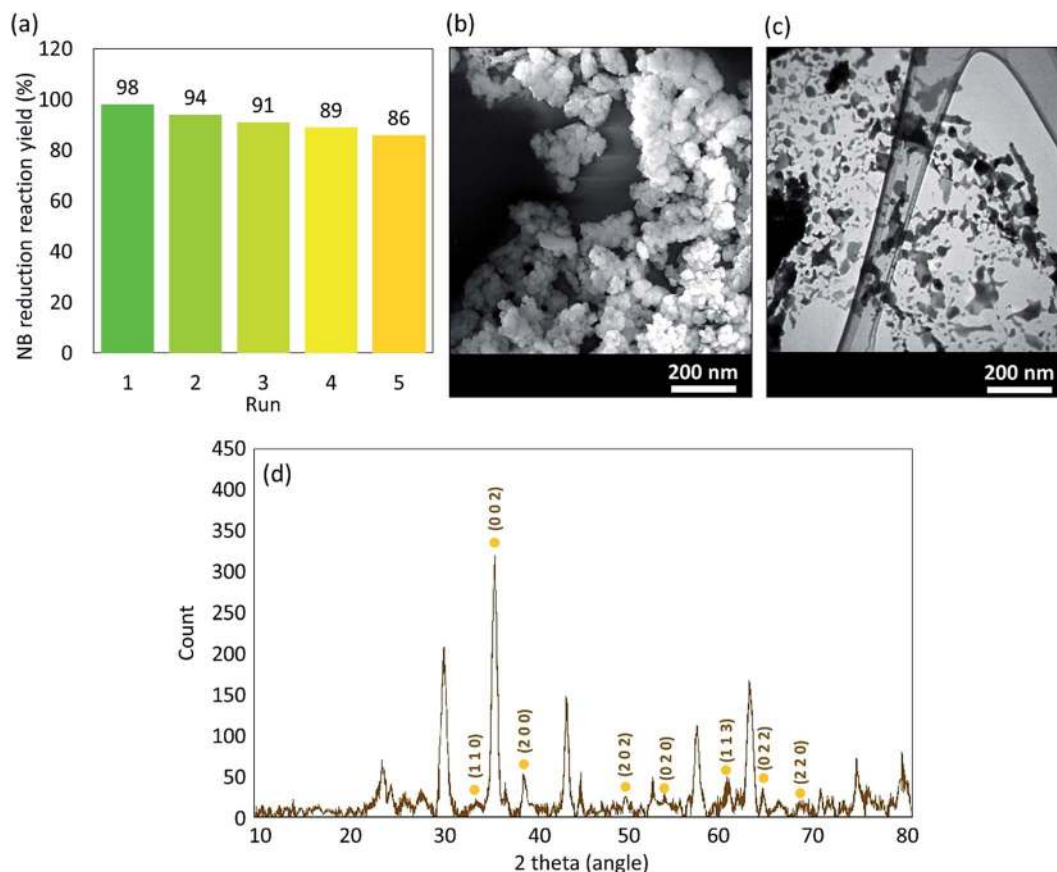 (a)
NB reduction reaction yield (%)
120
100
80
60
40
20
0
98
94
91
89
86
1 2 3 4 5
Run
(b)
200 nm
(c)
200 nm
(d)
Count
450
400
350
300
250
200
150
100
50
0
(1 1 0)
(0 0 2)
(2 0 0)
(2 0 2)
(0 2 0)
(1 1 3)
(0 2 2)
(2 2 0)
10 20 30 40 50 60 70 80
2 theta (angle)